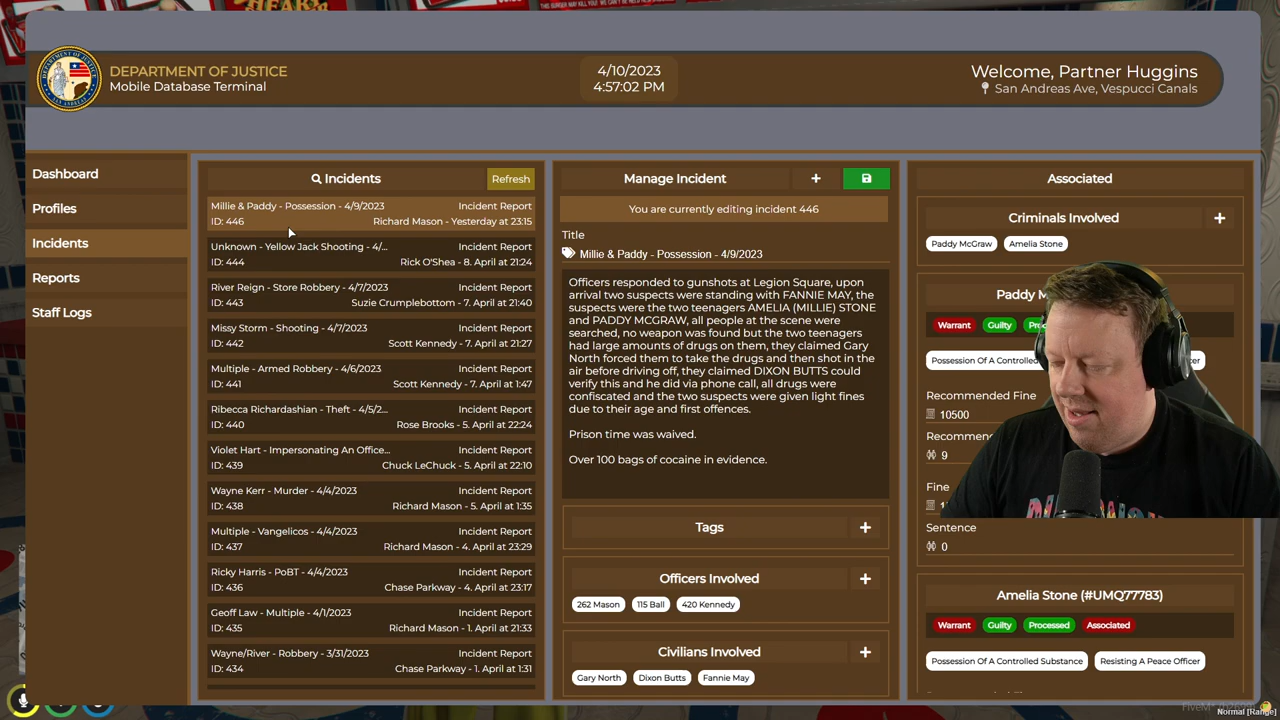 DEPARTMENT OF JUSTICE
Mobile Database Terminal
4/10/2023
4:57:02 PM
Welcome, Partner Huggins
San Andreas Ave, Vespucci Canals
Dashboard
Profiles
Incidents
Reports
Staff Logs
Incidents
Refresh
Millie & Paddy - Possession - 4/9/2023 Incident Report
ID: 446 Richard Mason - Yesterday at 23:15
Unknown - Yellow Jack Shooting - 4/... Incident Report
ID: 444 Rick O'Shea - 8. April at 21:24
River Reign - Store Robbery - 4/7/2023 Incident Report
ID: 443 Suzie Crumplebottom - 7. April at 21:40
Missy Storm - Shooting - 4/7/2023 Incident Report
ID: 442 Scott Kennedy - 7. April at 21:27
Multiple - Armed Robbery - 4/6/2023 Incident Report
ID: 441 Scott Kennedy - 7. April at 1:47
Ribecca Richardashian - Theft - 4/5/2... Incident Report
ID: 440 Rose Brooks - 5. April at 22:24
Violet Hart - Impersonating An Office... Incident Report
ID: 439 Chuck LeChuck - 5. April at 22:10
Wayne Kerr - Murder - 4/4/2023 Incident Report
ID: 438 Richard Mason - 5. April at 1:35
Multiple - Vangelicos - 4/4/2023 Incident Report
ID: 437 Richard Mason - 4. April at 23:29
Ricky Harris - PoBT - 4/4/2023 Incident Report
ID: 436 Chase Parkway - 4. April at 23:17
Geoff Law - Multiple - 4/1/2023 Incident Report
ID: 435 Richard Mason - 1. April at 21:33
Wayne/River - Robbery - 3/31/2023 Incident Report
ID: 434 Chase Parkway - 1. April at 1:31
Manage Incident
You are currently editing incident 446
Title
Millie & Paddy - Possession - 4/9/2023
Officers responded to gunshots at Legion Square, upon
arrival two suspects were standing with FANNIE MAY, the
suspects were the two teenagers AMELIA (MILLIE) STONE
and PADDY MCGRAW, all people at the scene were
searched, no weapon was found but the two teenagers
had large amounts of drugs on them, they claimed Gary
North forced them to take the drugs and then shot in the
air before driving off, they claimed DIXON BUTTS could
verify this and he did via phone call, all drugs were
confiscated and the two suspects were given light fines
due to their age and first offences.
Prison time was waived.
Over 100 bags of cocaine in evidence.
Tags
Officers Involved
262 Mason 115 Ball 420 Kennedy
Civilians Involved
Gary North Dixon Butts Fannie May
Associated
Criminals Involved
Paddy McGraw Amelia Stone
Paddy M
Warrant Guilty Proc
Possession Of A Controlled
cer
Recommended Fine
10500
Recommen
9
Fine
Sentence
0
Amelia Stone (#UMQ77783)
Warrant Guilty Processed Associated
Possession Of A Controlled Substance Resisting A Peace Officer
Normal [Range]